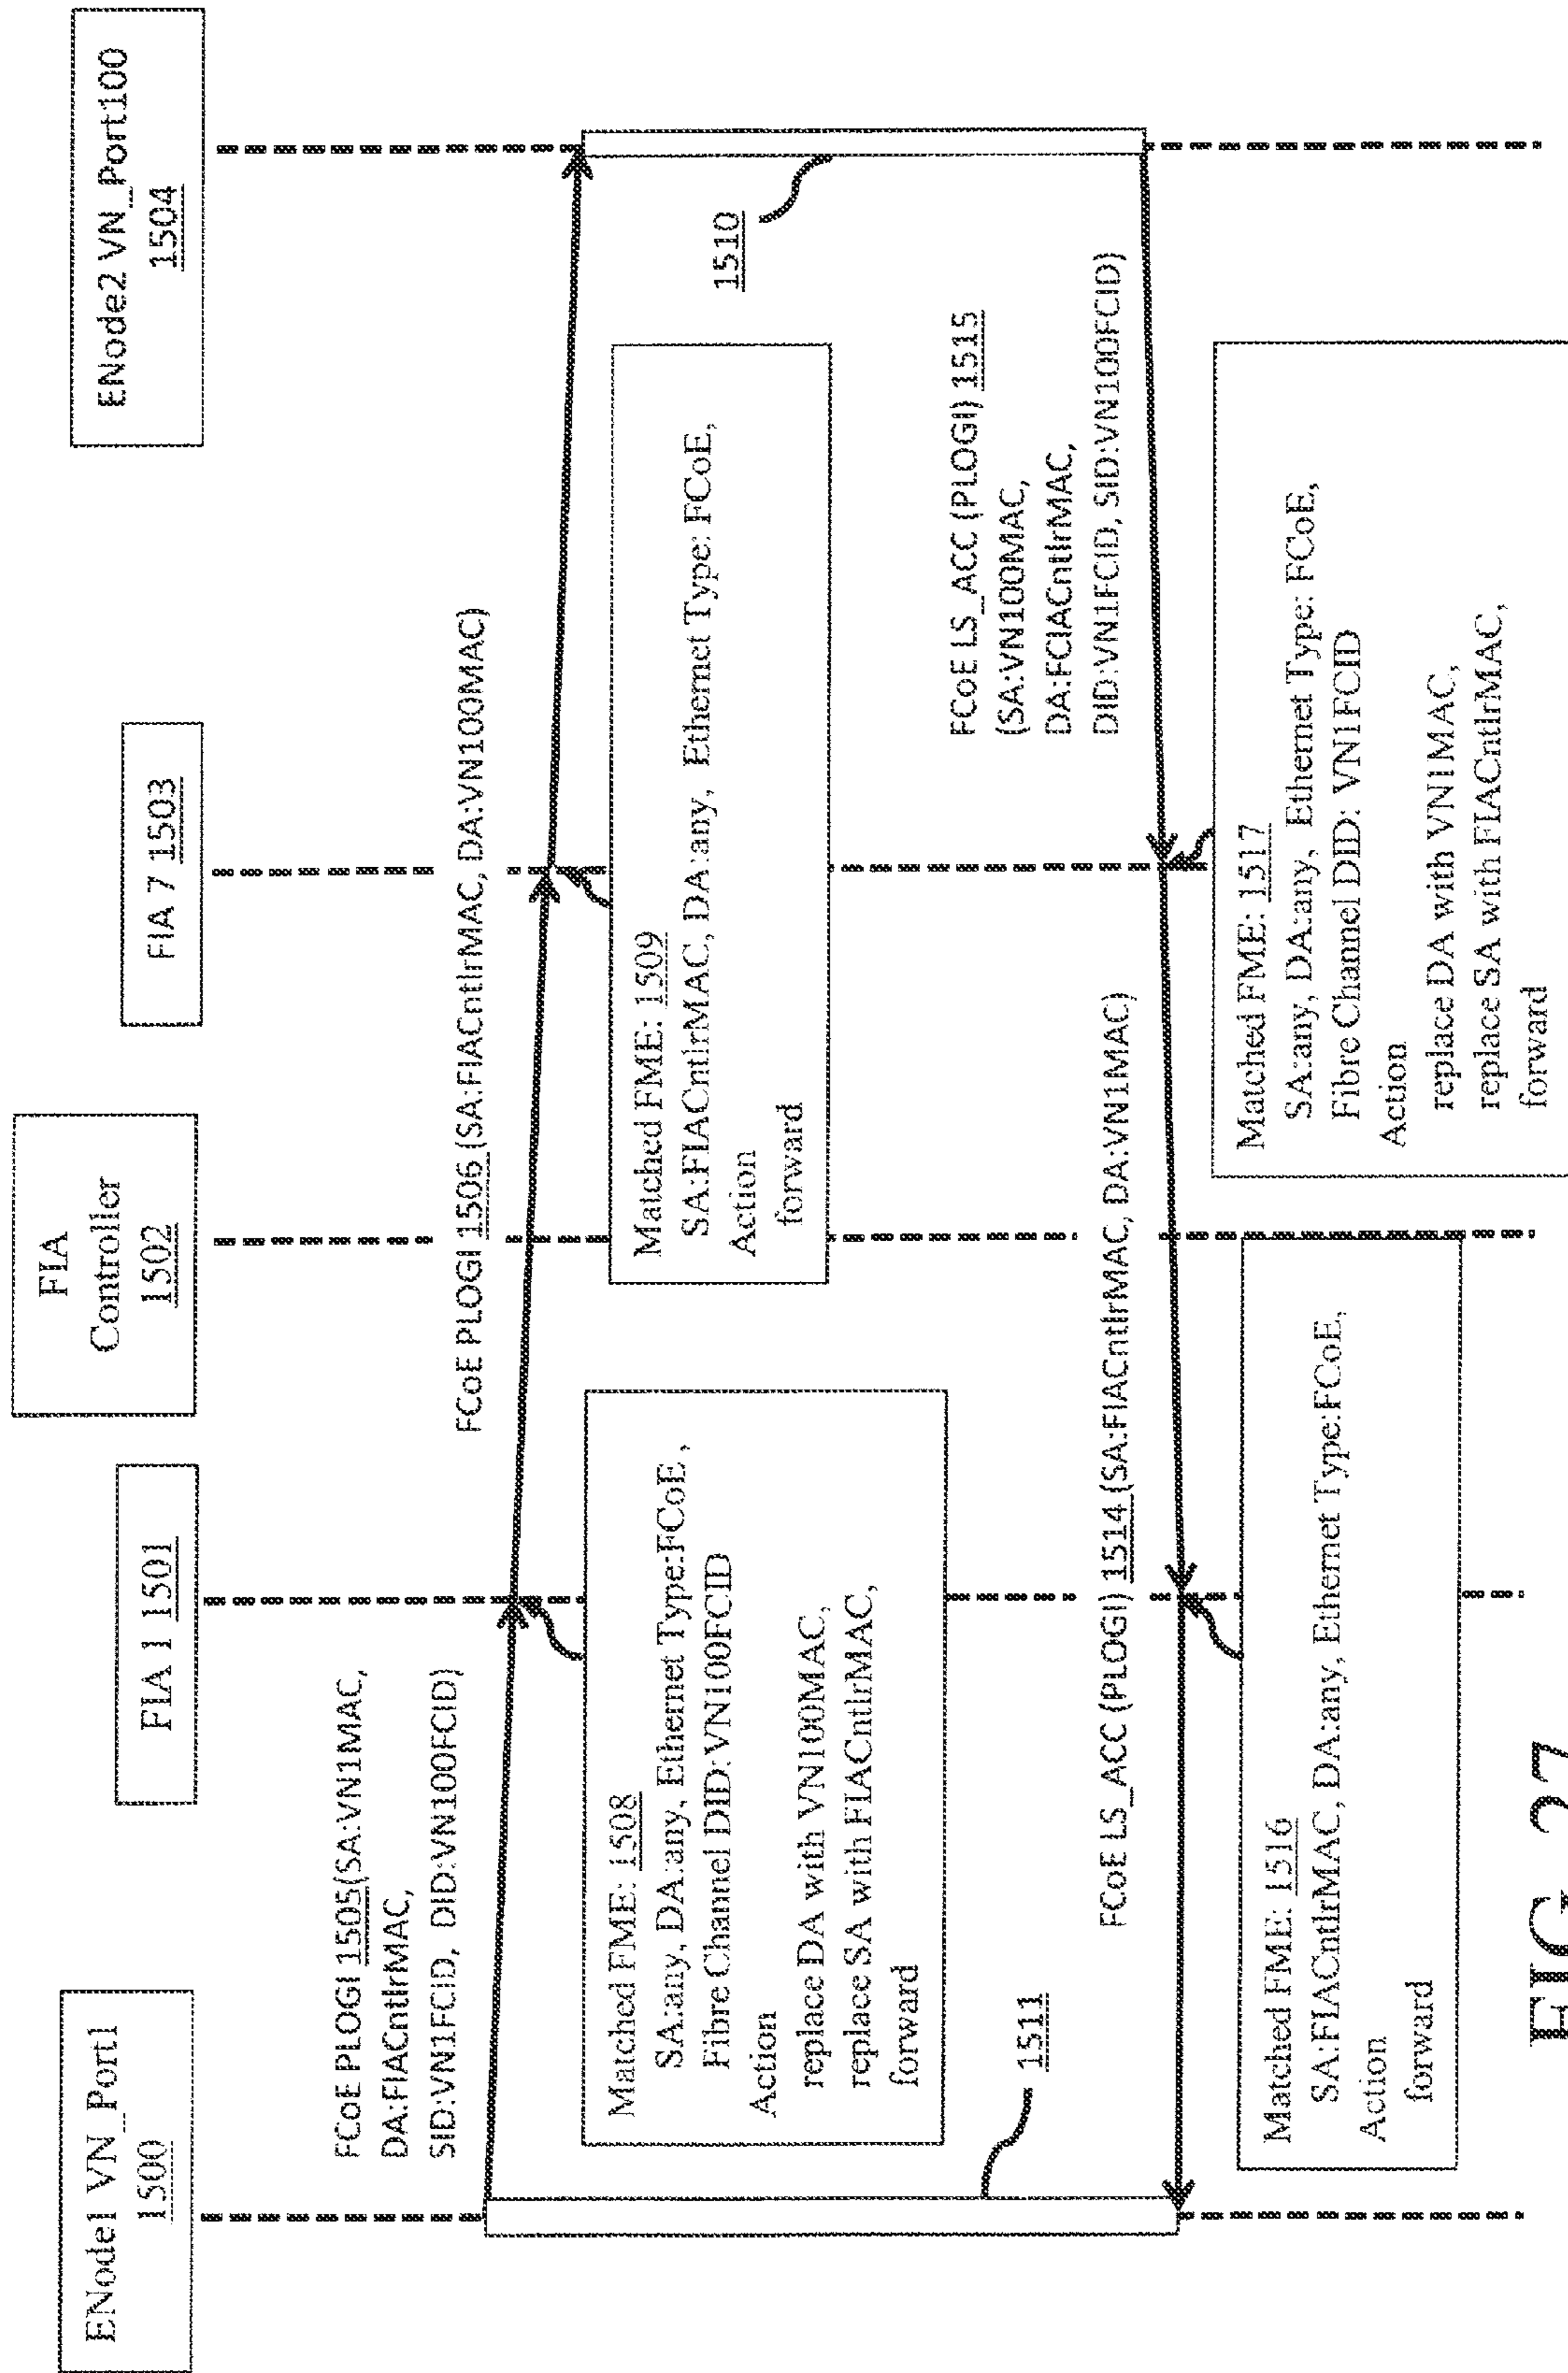 ENode1 VN_Port1
1500
FIA 1 1501
FIA
Controller
1502
FIA 7 1503
ENode2 VN_Port100
1504
FCoE PLOGI 1505(SA:VN1MAC,
DA:FIACntlrMAC,
SID:VN1FCID, DID:VN100FCID)
FCoE PLOGI 1506 (SA:FIACntlrMAC, DA:VN100MAC)
Matched FME: 1508
SA:any, DA:any, Ethernet Type:FCoE ,
Fibre Channel DID:VN100FCID
Action
replace DA with VN100MAC,
replace SA with FIACntlrMAC,
forward
Matched FME: 1509
SA:FIACntlrMAC, DA:any, Ethernet Type: FCoE,
Action
forward
1510
1511
FCoE LS_ACC (PLOGI) 1515
(SA:VN100MAC,
DA:FCIACntlrMAC,
DID:VN1FCID, SID:VN100FCID)
FCoE LS_ACC (PLOGI) 1514 (SA:FIACntlrMAC, DA:VN1MAC)
Matched FME: 1516
SA:FIACntlrMAC, DA:any, Ethernet Type:FCoE,
Action
forward
Matched FME: 1517
SA:any, DA:any, Ethernet Type: FCoE,
Fibre Channel DID: VN1FCID
Action
replace DA with VN1MAC,
replace SA with FIACntlrMAC,
forward
FIG. 27